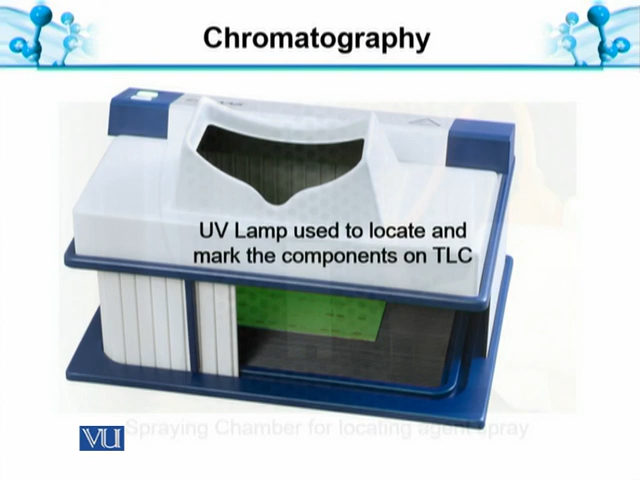 Chromatography
UV Lamp used to locate and
mark the components on TLC
Spraying Chamber for locating agent spray
VU